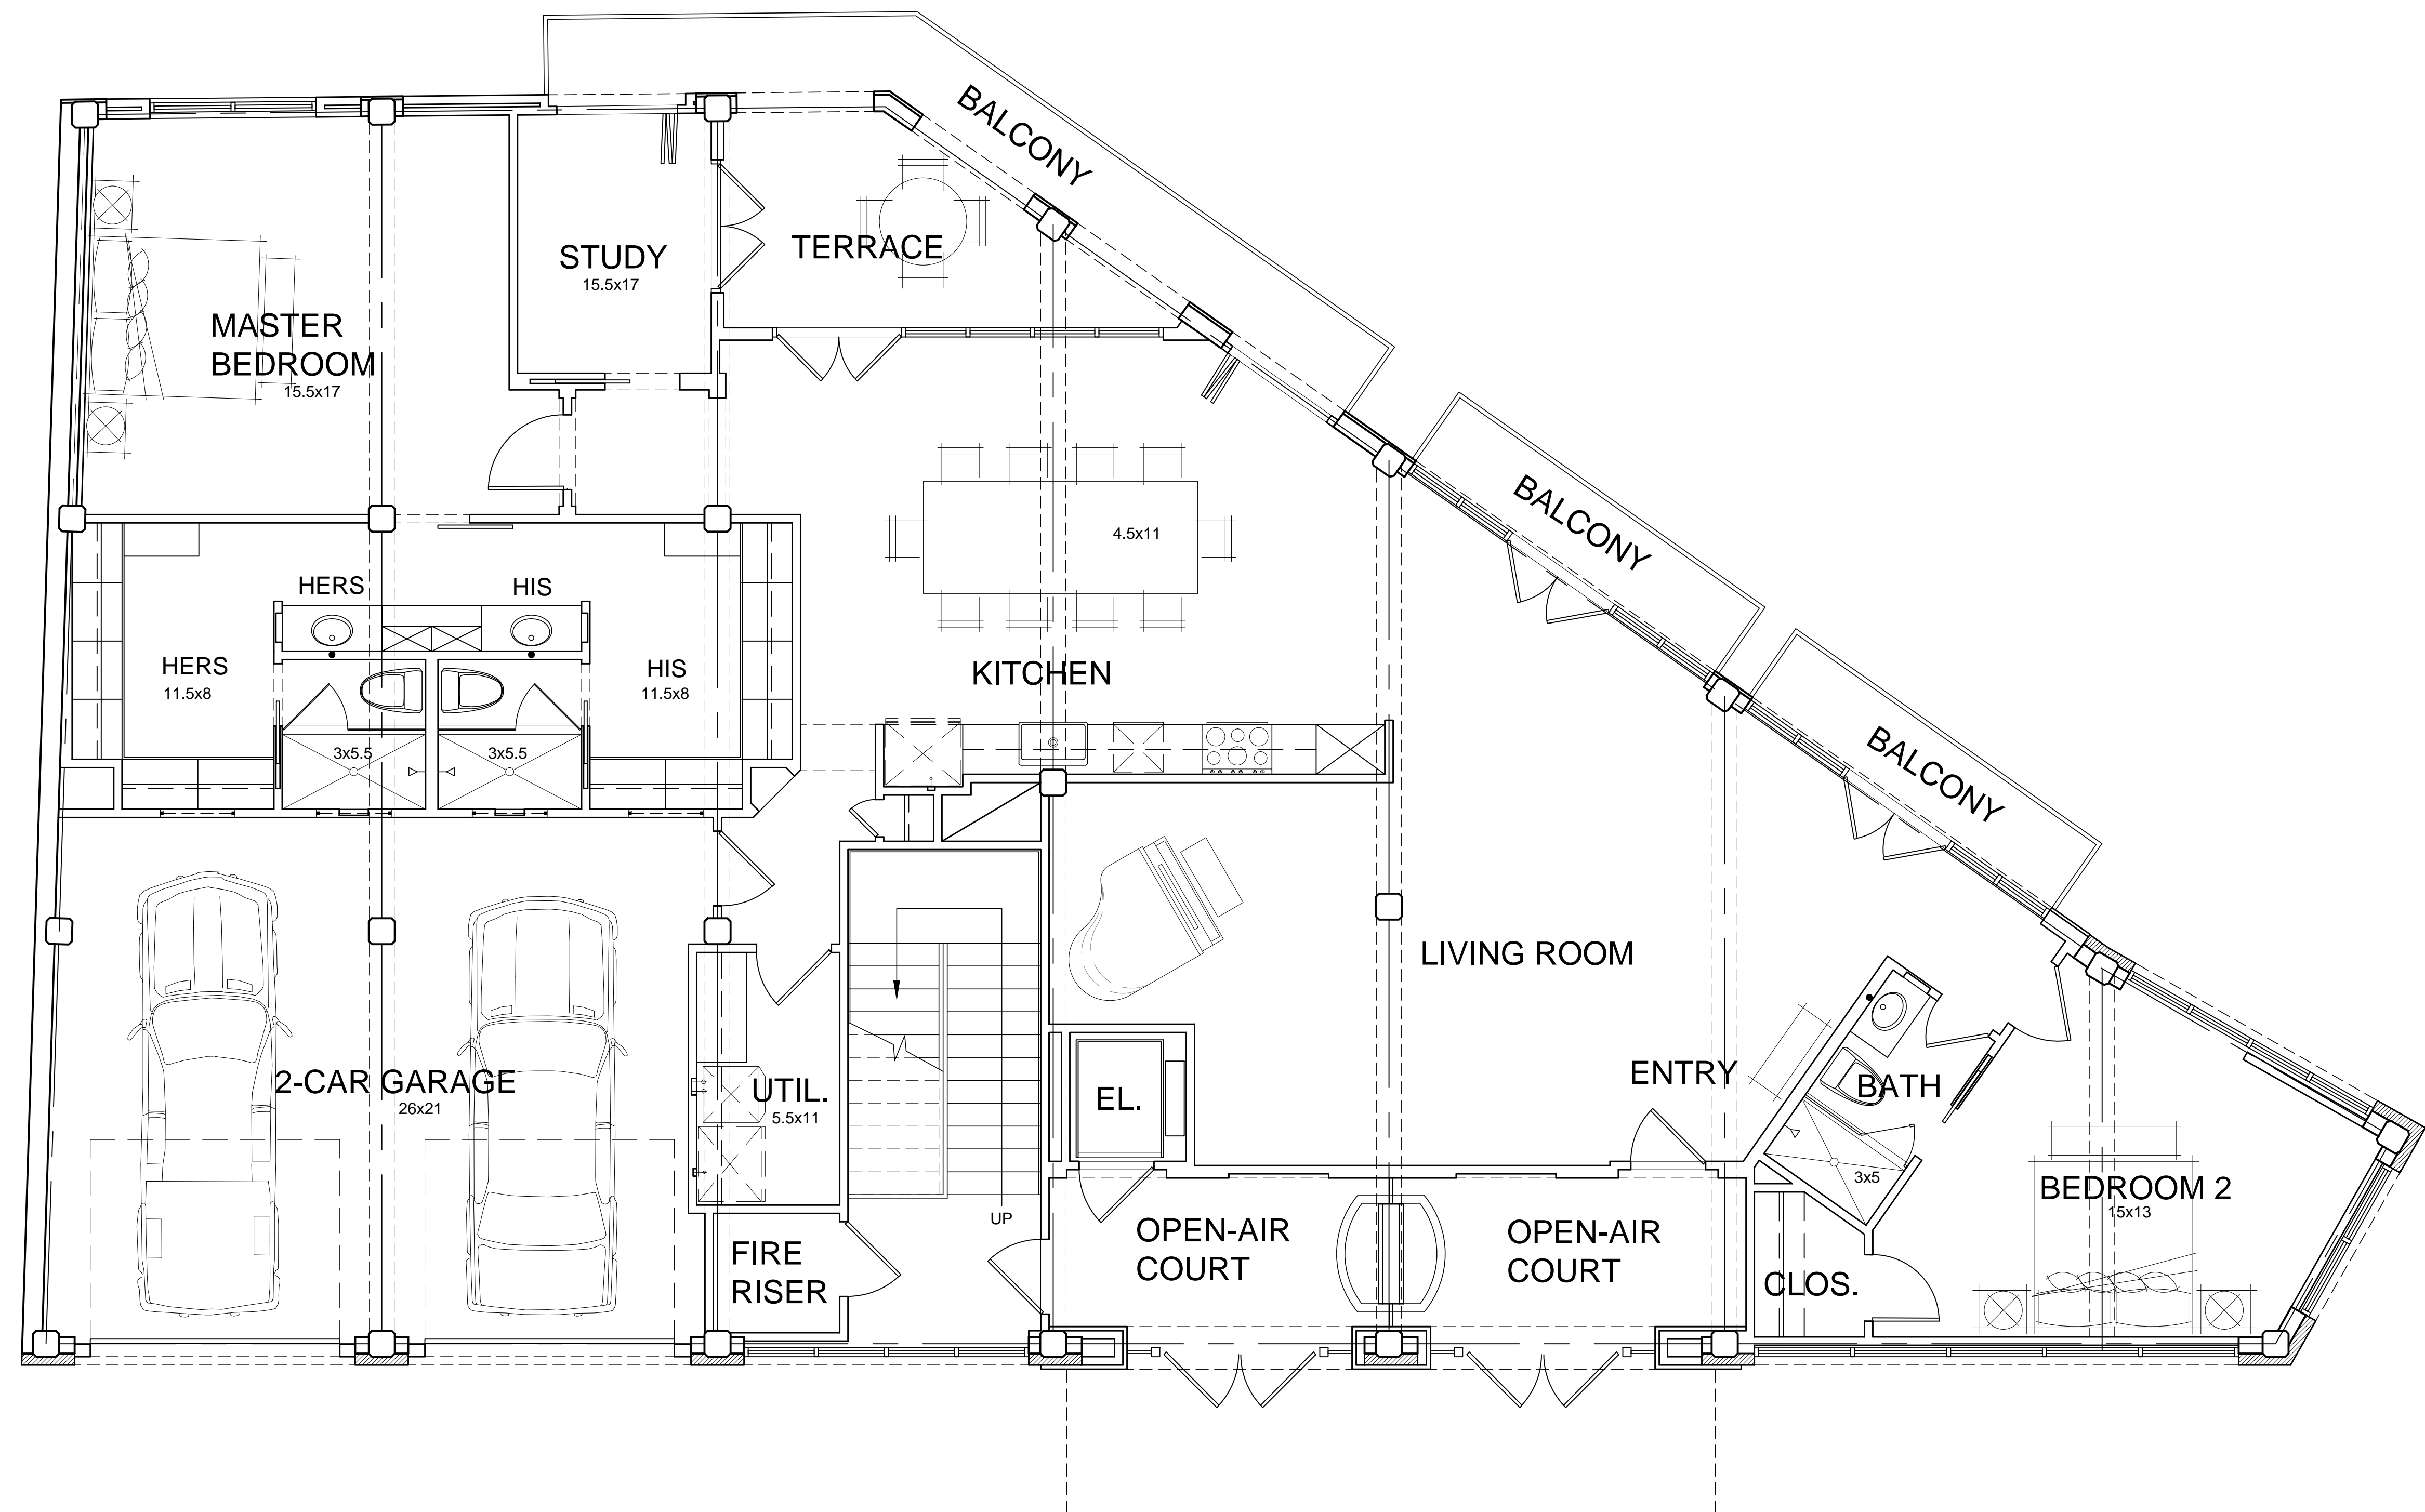 BALCONY
STUDY
15.5x17
TERRACE
MASTER
BEDROOM
15.5x17
BALCONY
4.5x11
HERS
HIS
HERS
11.5x8
HIS
11.5x8
KITCHEN
3x5.5
3x5.5
BALCONY
LIVING ROOM
2-CAR GARAGE
26x21
UTIL.
5.5x11
EL.
ENTRY
BATH
3x5
BEDROOM 2
15x13
UP
FIRE
RISER
OPEN-AIR
COURT
OPEN-AIR
COURT
CLOS.